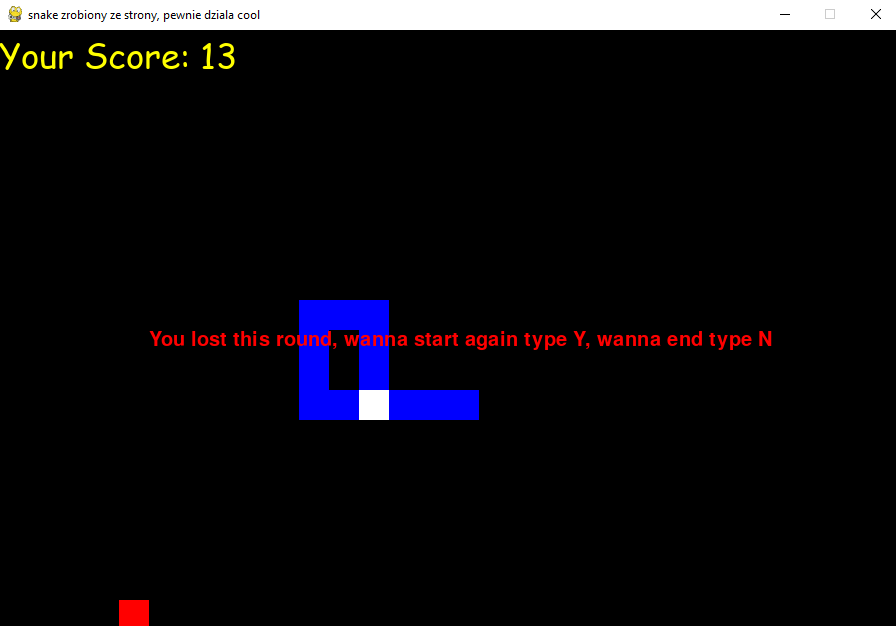 snake zrobiony ze strony, pewnie dziala cool
Your Score: 13
You lost this round, wanna start again type Y, wanna end type N